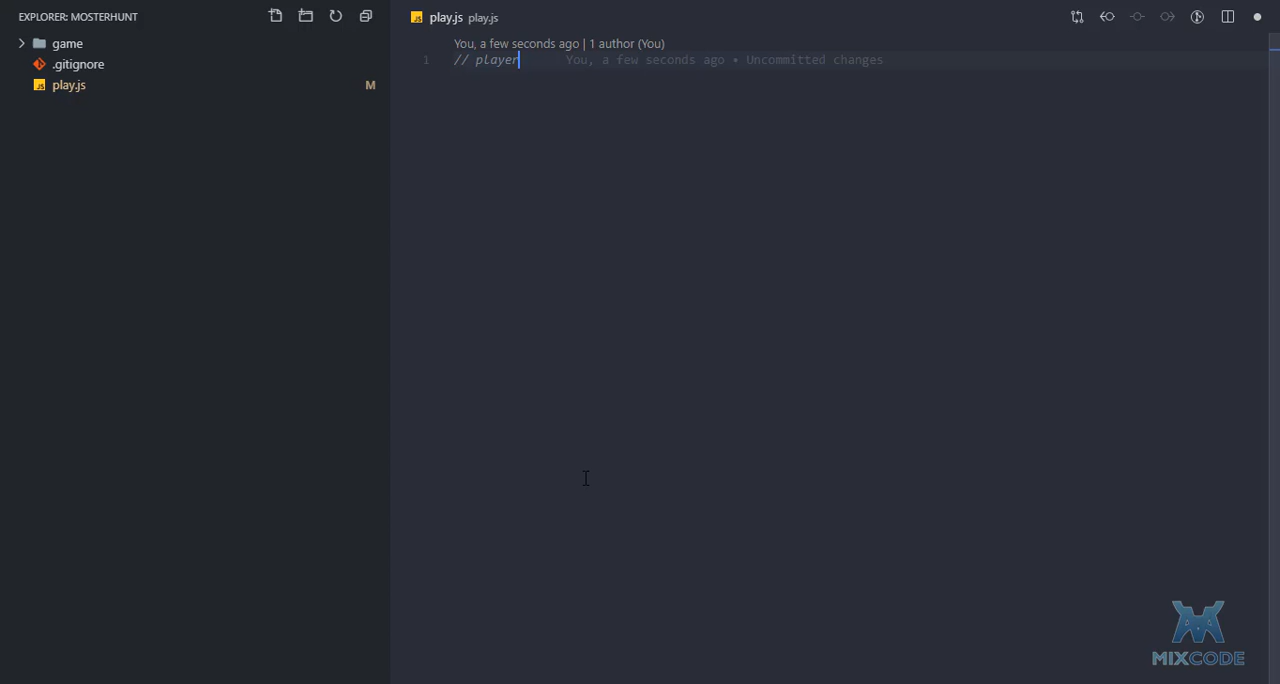 EXPLORER: MOSTERHUNT
game
.gitignore
play.js M
play.js play.js
You, a few seconds ago | 1 author (You)
1 // player You, a few seconds ago • Uncommitted changes
MIXCODE